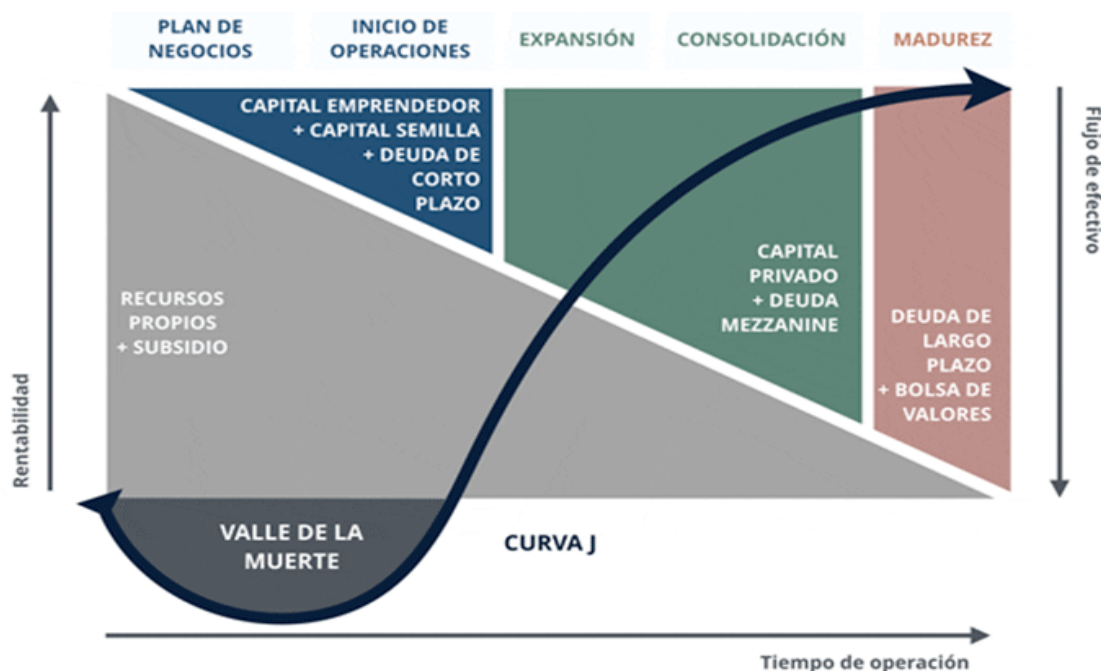 PLAN DE
NEGOCIOS
INICIO DE
OPERACIONES
EXPANSIÓN
CONSOLIDACIÓN
MADUREZ
CAPITAL EMPRENDEDOR
+ CAPITAL SEMILLA
+ DEUDA DE
CORTO
PLAZO
RECURSOS
PROPIOS
+ SUBSIDIO
CAPITAL
PRIVADO
+ DEUDA
MEZZANINE
DEUDA DE
LARGO
PLAZO
+ BOLSA DE
VALORES
Rentabilidad
Flujo de efectivo
VALLE DE LA
MUERTE
CURVA J
Tiempo de operación